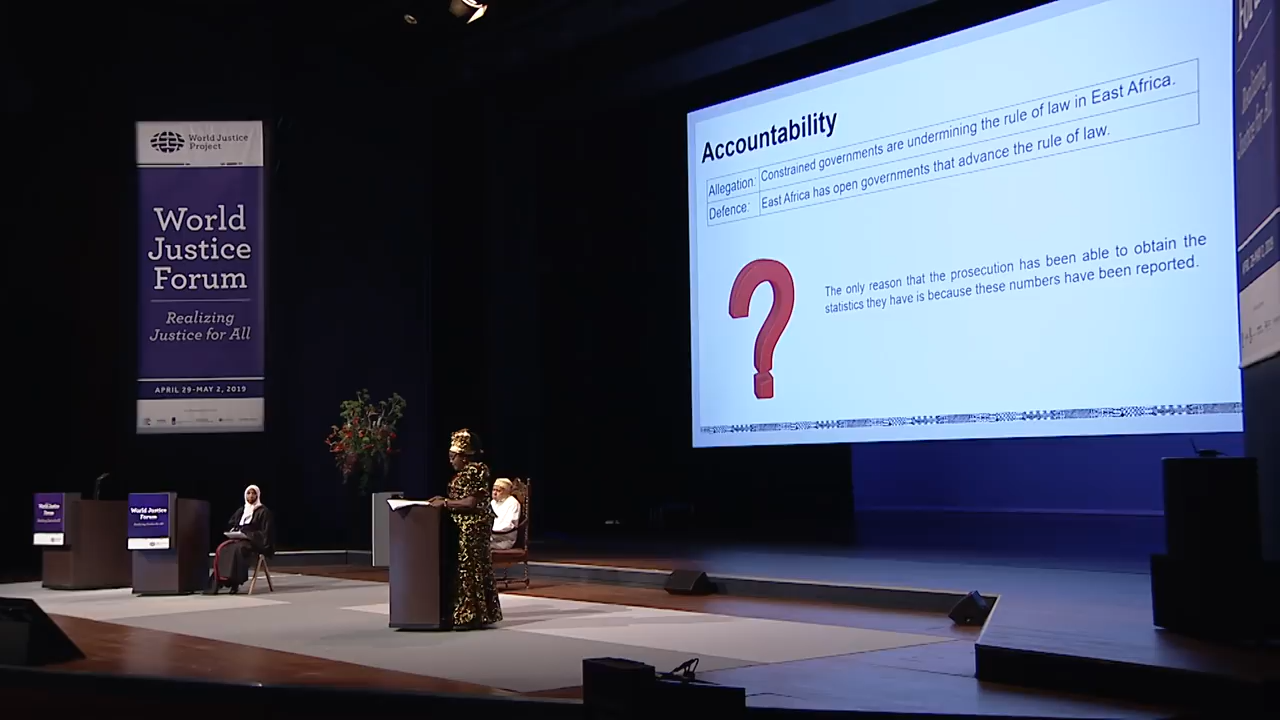 World Justice
Project
World
Justice
Forum
Realizing
Justice for All
APRIL 29-MAY 2, 2019
World Justice
Forum
World Justice
Forum
Accountability
Allegation: Constrained governments are undermining the rule of law in East Africa.
Defence: East Africa has open governments that advance the rule of law.
?
The only reason that the prosecution has been able to obtain the
statistics they have is because these numbers have been reported.